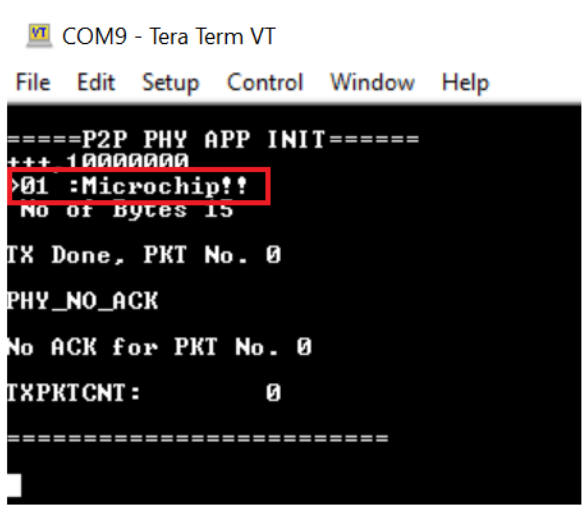 COM9 - Tera Term VT
File Edit Setup Control Window Help
=====P2P PHY APP INIT======
+++ 10000000
>01 :Microchip!!
No of Bytes 15
TX Done, PKT No. 0
PHY_NO_ACK
No ACK for PKT No. 0
TXPKTCNT: 0
=========================